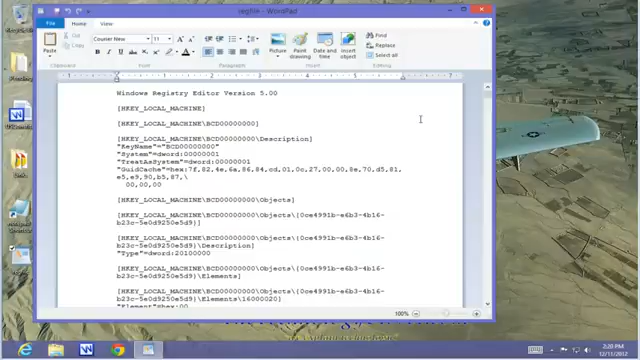 regfile - WordPad
File
Home
View
Paste
Cut
Copy
Courier New
11
Picture
Paint drawing
Date and time
Insert object
Find
Replace
Select all
Clipboard
Font
Paragraph
Insert
Editing
Windows Registry Editor Version 5.00
[HKEY_LOCAL_MACHINE]
[HKEY_LOCAL_MACHINE\BCD00000000]
[HKEY_LOCAL_MACHINE\BCD00000000\Description]
"KeyName"="BCD00000000"
"System"=dword:00000001
"TreatAsSystem"=dword:00000001
"GuidCache"=hex:7f,82,4e,6a,86,84,cd,01,0c,27,00,00,8e,70,d5,81,
e5,e9,90,b5,87,\
00,00,00
[HKEY_LOCAL_MACHINE\BCD00000000\Objects]
[HKEY_LOCAL_MACHINE\BCD00000000\Objects\{0ce4991b-e6b3-4b16-
b23c-5e0d9250e5d9}]
[HKEY_LOCAL_MACHINE\BCD00000000\Objects\{0ce4991b-e6b3-4b16-
b23c-5e0d9250e5d9}\Description]
"Type"=dword:20100000
[HKEY_LOCAL_MACHINE\BCD00000000\Objects\{0ce4991b-e6b3-4b16-
b23c-5e0d9250e5d9}\Elements]
[HKEY_LOCAL_MACHINE\BCD00000000\Objects\{0ce4991b-e6b3-4b16-
b23c-5e0d9250e5d9}\Elements\16000020]
"Element"=hex:00
100%
2:20 PM